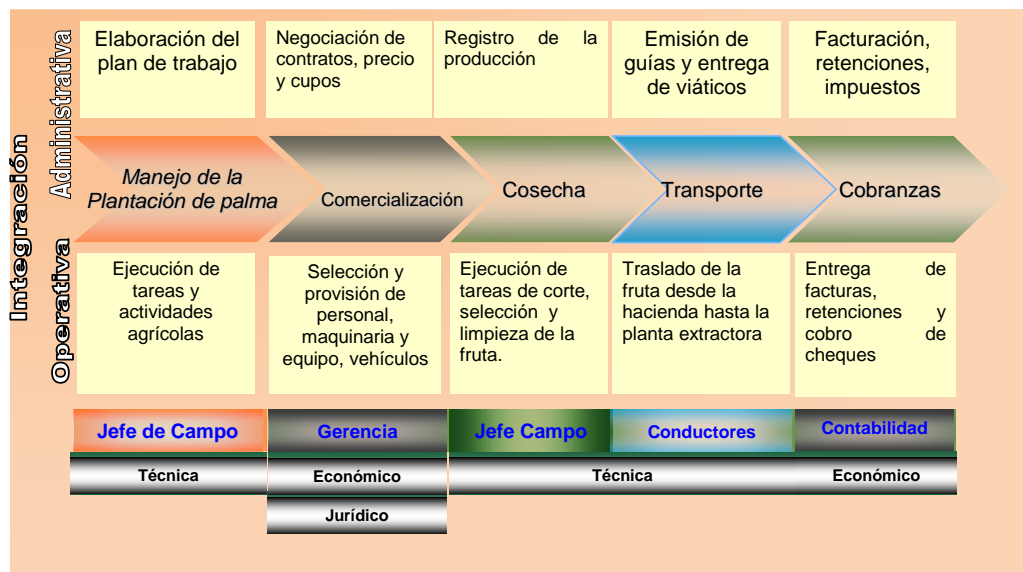 Integración
Administrativa
Elaboración del
plan de trabajo
Negociación de
contratos, precio
y cupos
Registro de la
producción
Emisión de
guías y entrega
de viáticos
Facturación,
retenciones,
impuestos
Manejo de la
Plantación de palma
Comercialización
Cosecha
Transporte
Cobranzas
Operativa
Ejecución de
tareas y
actividades
agrícolas
Selección y
provisión de
personal,
maquinaria y
equipo, vehículos
Ejecución de
tareas de corte,
selección y
limpieza de la
fruta.
Traslado de la
fruta desde la
hacienda hasta la
planta extractora
Entrega de
facturas,
retenciones y
cobro de
cheques
Jefe de Campo
Gerencia
Jefe Campo
Conductores
Contabilidad
Técnica
Económico
Técnica
Económico
Jurídico